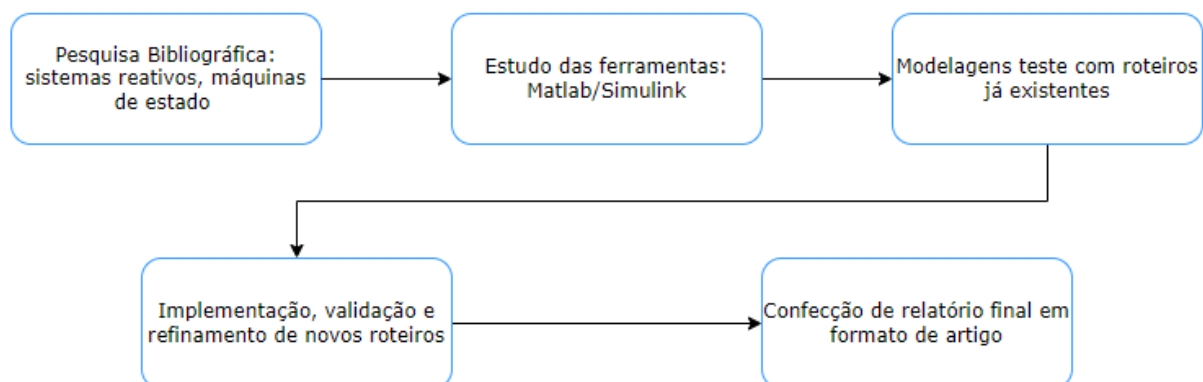 Pesquisa Bibliográfica:
sistemas reativos, máquinas
de estado
Estudo das ferramentas:
Matlab/Simulink
Modelagens teste com roteiros
já existentes
Implementação, validação e
refinamento de novos roteiros
Confecção de relatório final em
formato de artigo